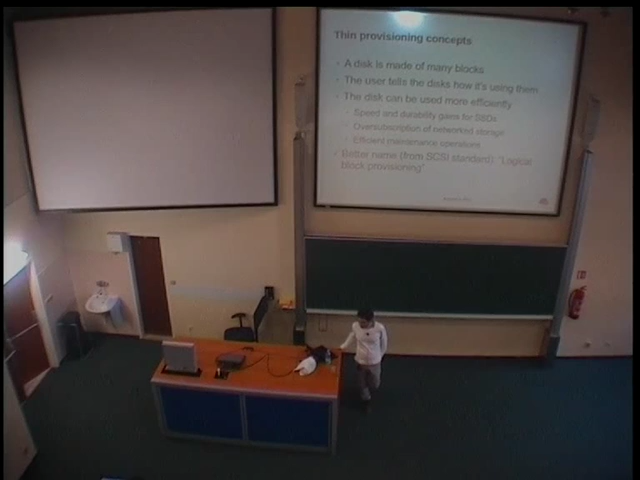 Thin provisioning concepts
A disk is made of many blocks
The user tells the disks how it's using them
The disk can be used more efficiently
Speed and durability gains for SSDs
Oversubscription of networked storage
Efficient maintenance operations
Better name (from SCSI standard): "Logical
block provisioning"